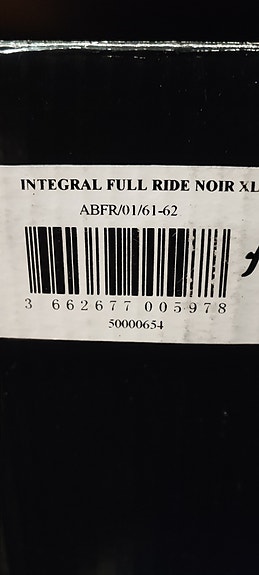 INTEGRAL FULL RIDE NOIR XL
ABFR/01/61-62
3 662677 005978
50000654